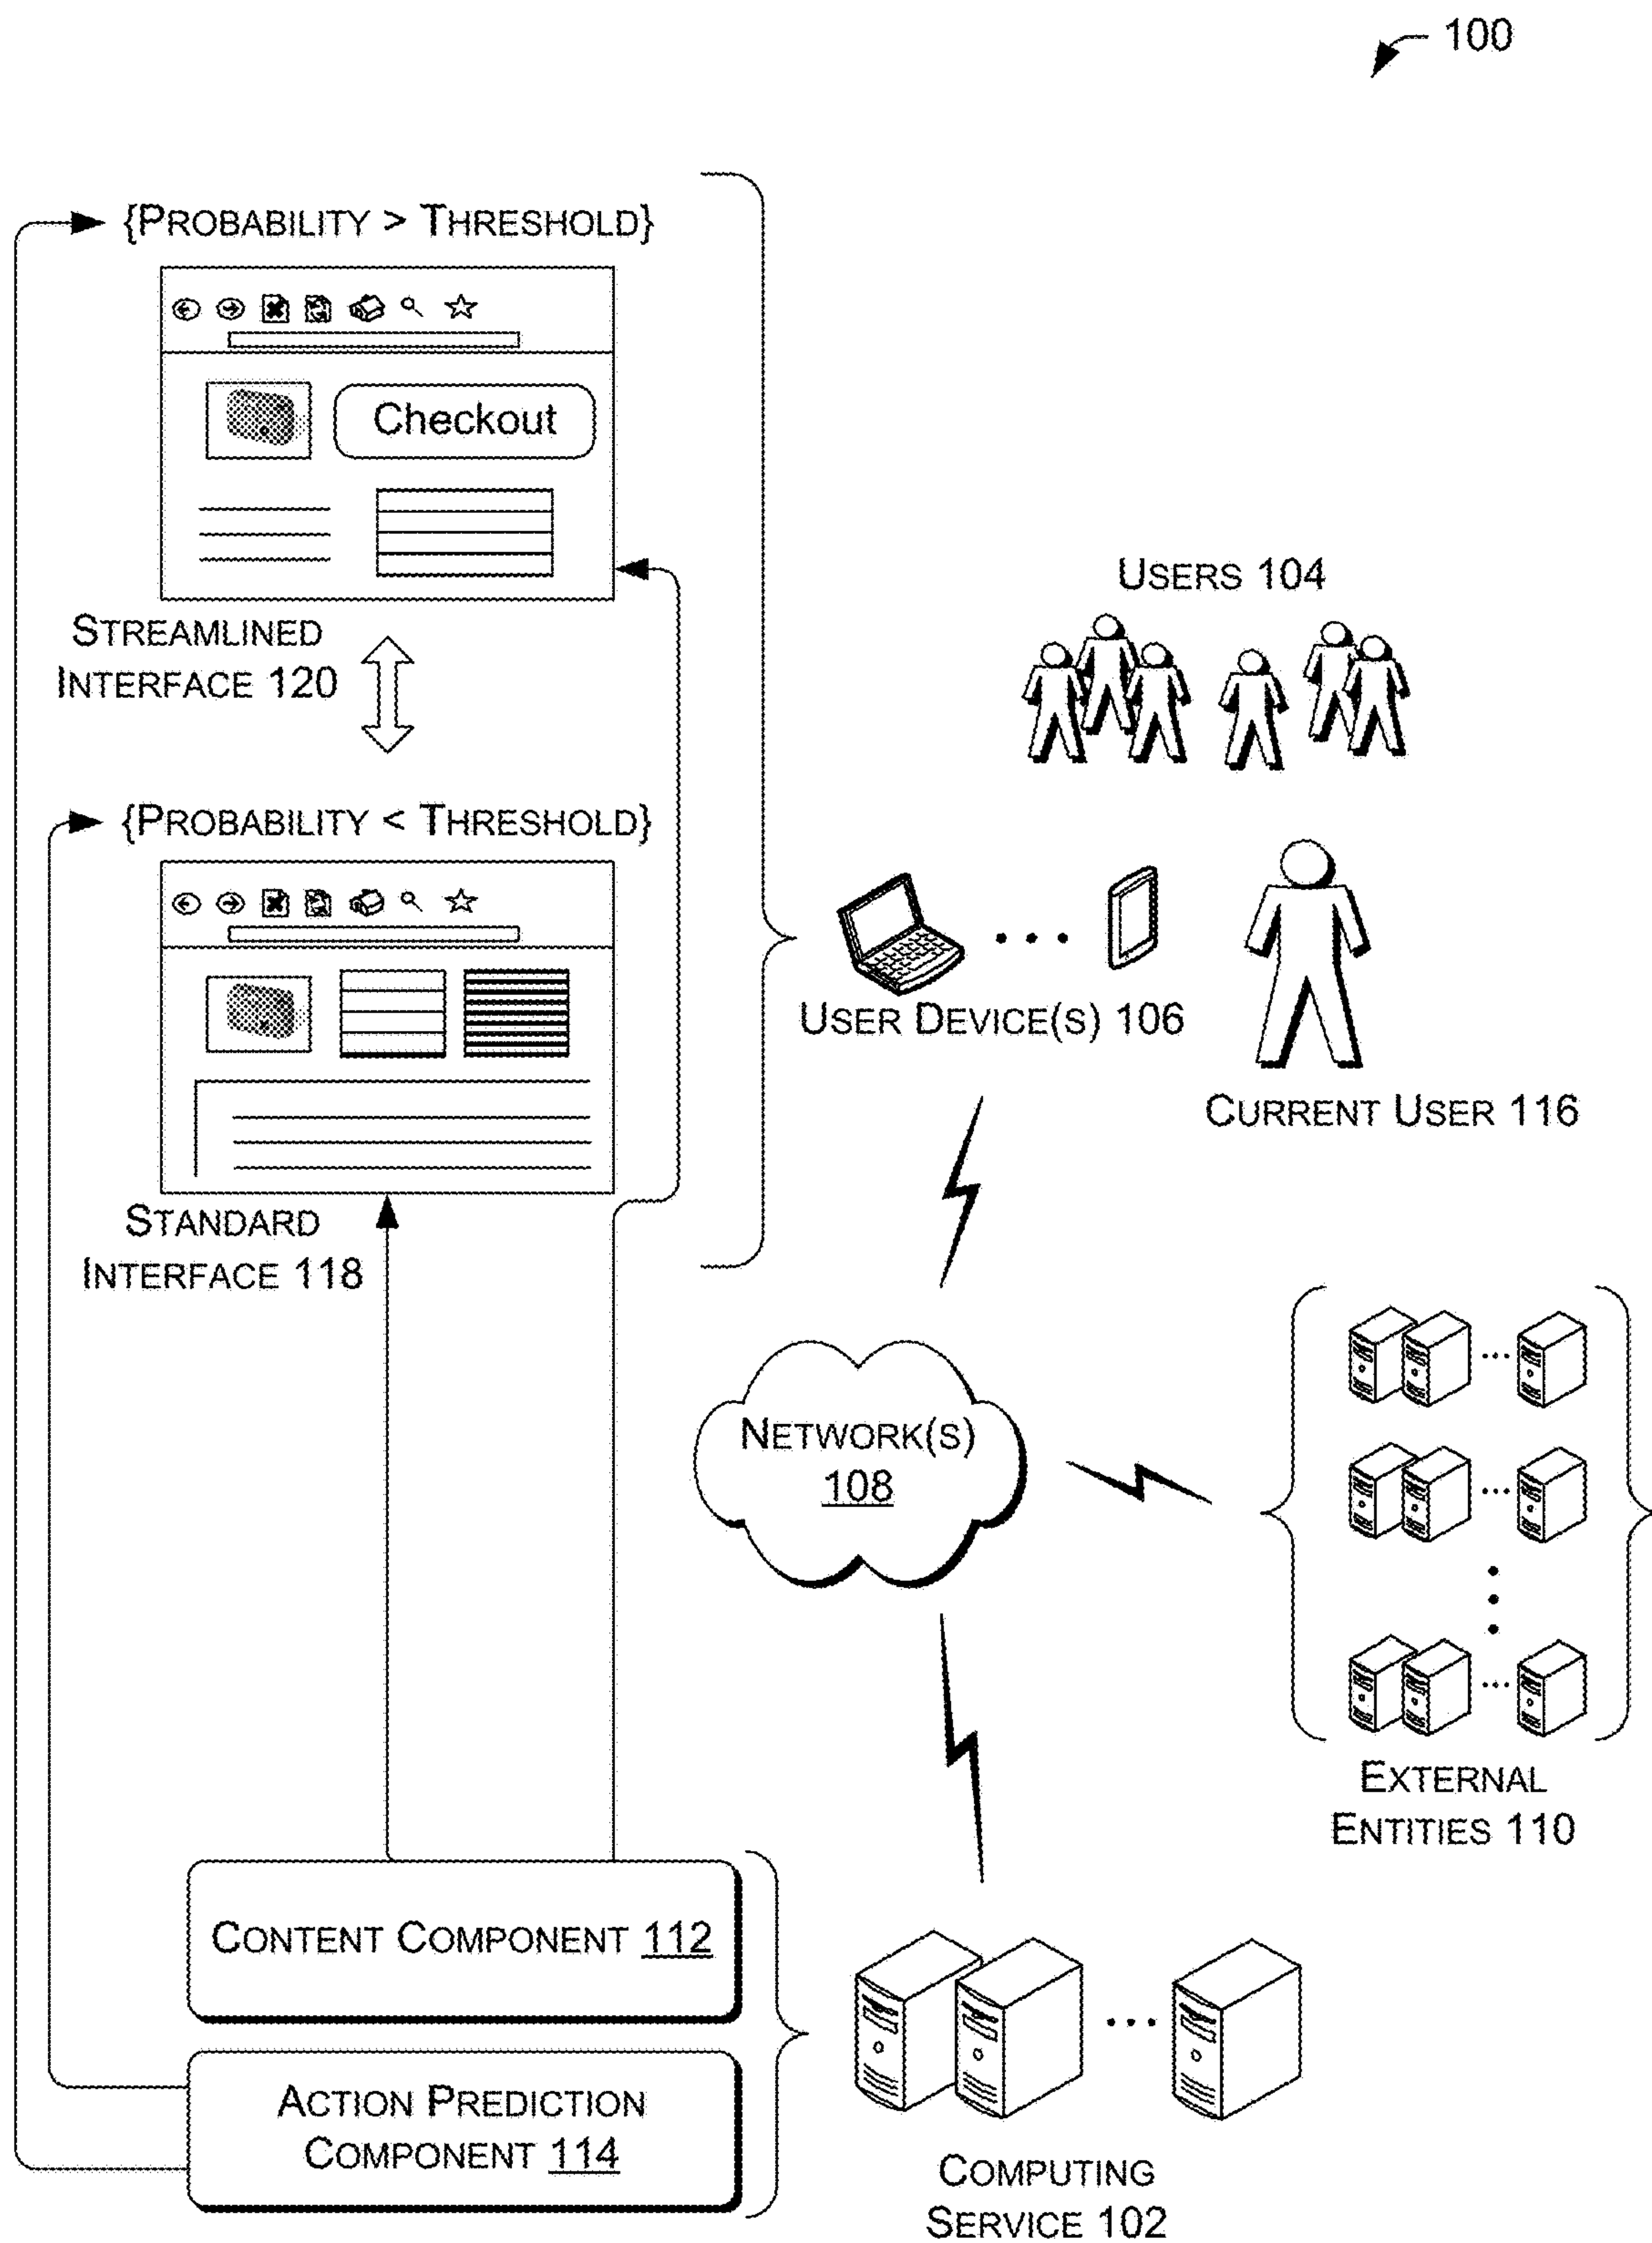 100
{PROBABILITY > THRESHOLD}
Checkout
STREAMLINED
INTERFACE 120
USERS 104
{PROBABILITY < THRESHOLD}
USER DEVICE(S) 106
CURRENT USER 116
STANDARD
INTERFACE 118
NETWORK(S)
108
EXTERNAL
ENTITIES 110
CONTENT COMPONENT 112
ACTION PREDICTION
COMPONENT 114
COMPUTING
SERVICE 102